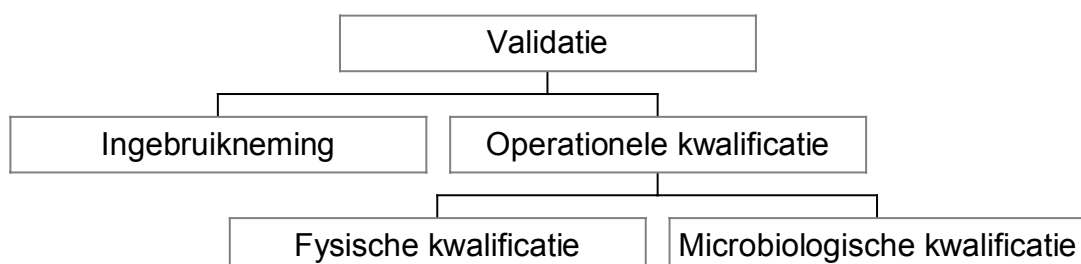 Validatie
Ingebruikneming
Operationele kwalificatie
Fysische kwalificatie
Microbiologische kwalificatie